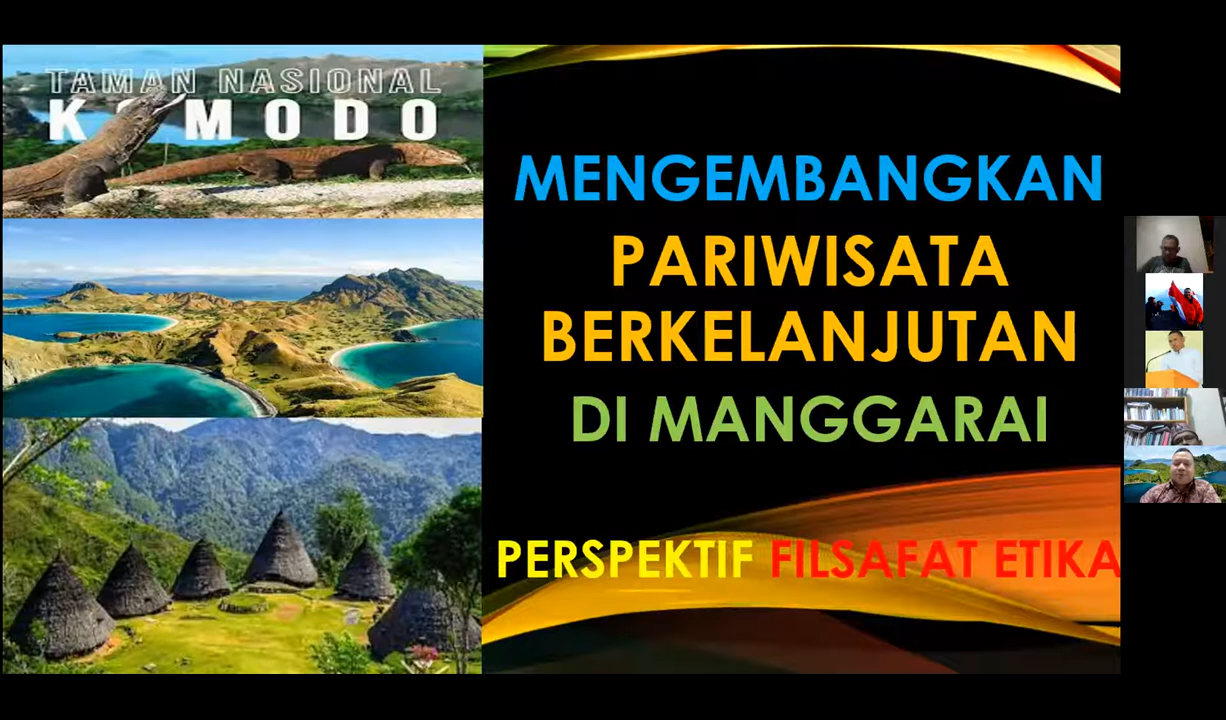 TAMAN NASIONAL
KOMODO
MENGEMBANGKAN
PARIWISATA
BERKELANJUTAN
DI MANGGARAI
PERSPEKTIF FILSAFAT ETIKA